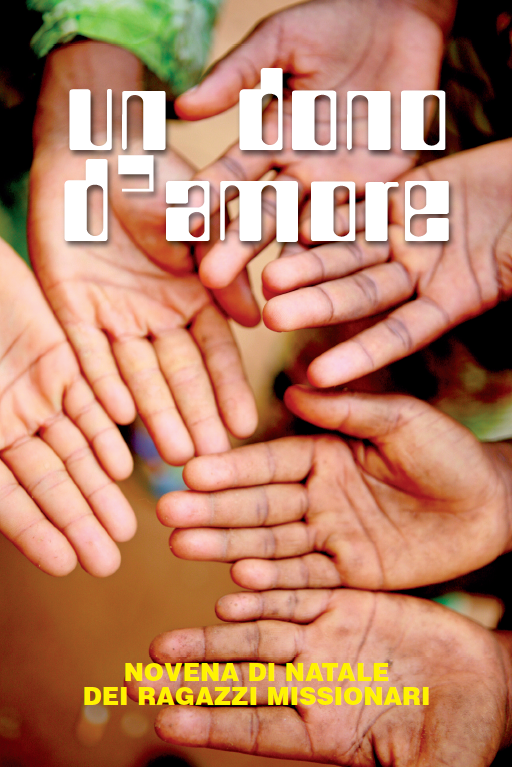 un dono
d'amore
NOVENA DI NATALE
DEI RAGAZZI MISSIONARI